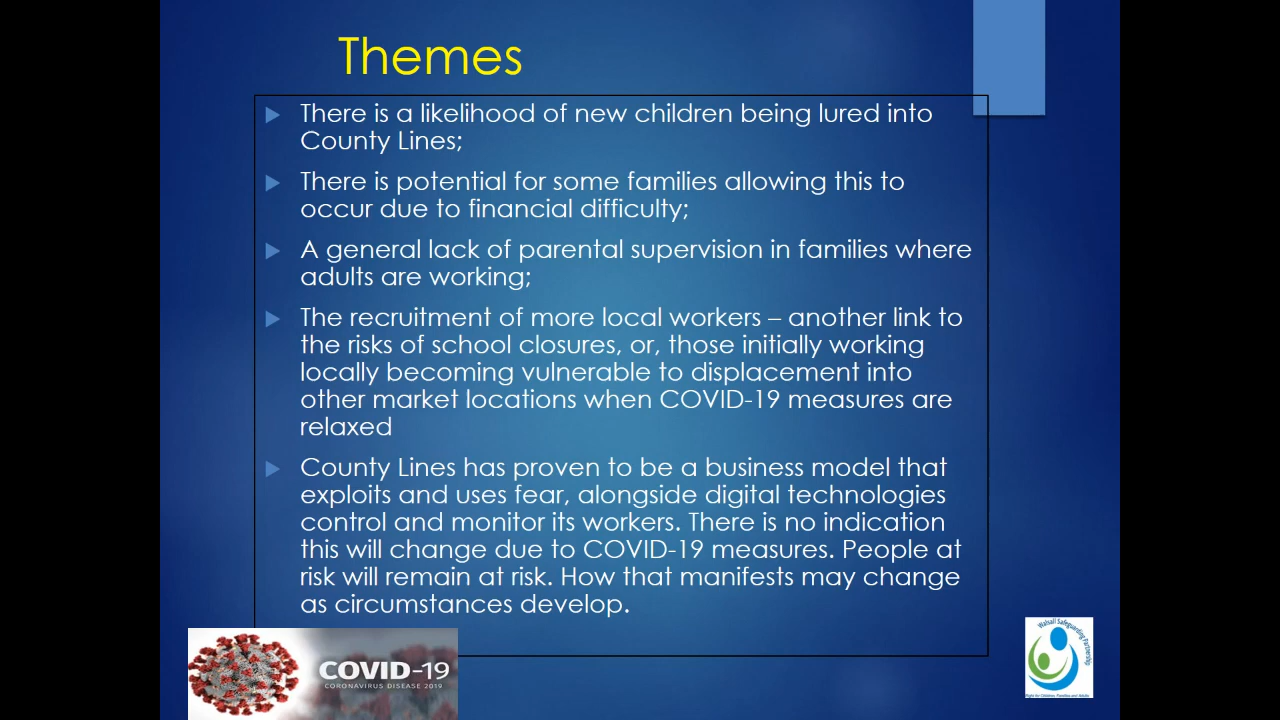 Themes
There is a likelihood of new children being lured into
County Lines;
There is potential for some families allowing this to
occur due to financial difficulty;
A general lack of parental supervision in families where
adults are working;
The recruitment of more local workers – another link to
the risks of school closures, or, those initially working
locally becoming vulnerable to displacement into
other market locations when COVID-19 measures are
relaxed
County Lines has proven to be a business model that
exploits and uses fear, alongside digital technologies
control and monitor its workers. There is no indication
this will change due to COVID-19 measures. People at
risk will remain at risk. How that manifests may change
as circumstances develop.
COVID-19
CORONAVIRUS DISEASE 2019
Walsall Safeguarding Partnership
Right for Children, Families and Adults